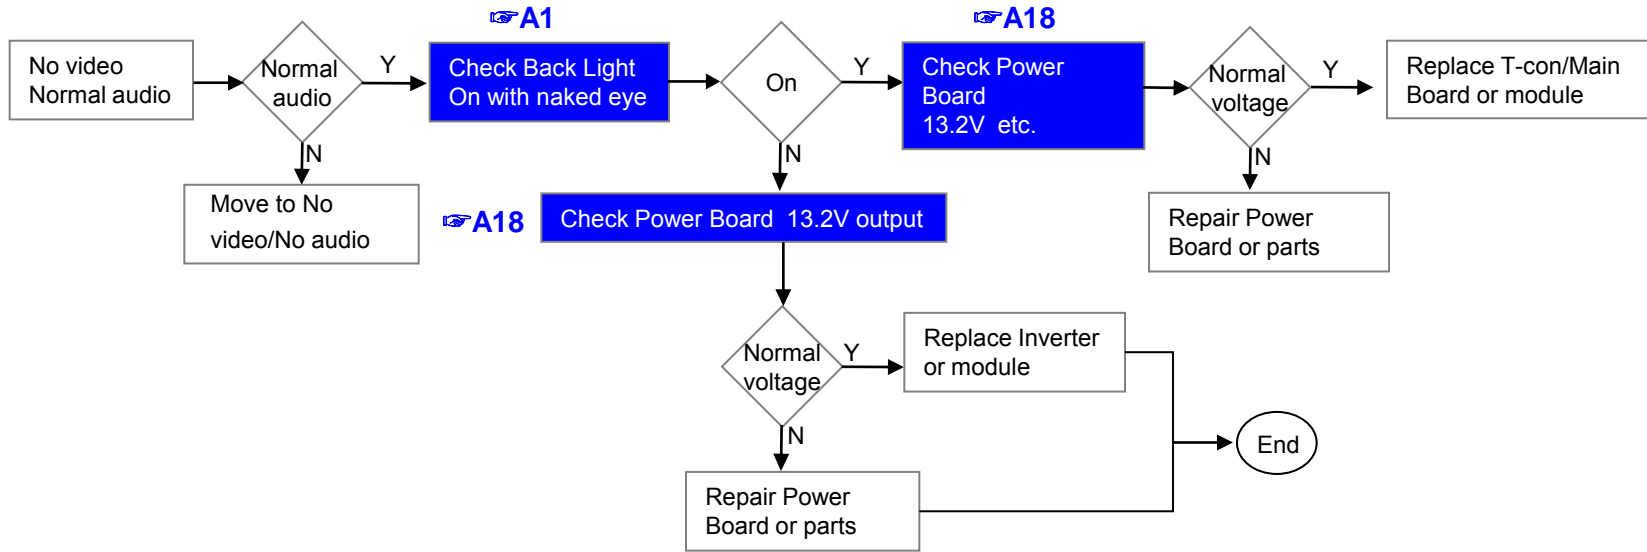 ☞A1
☞A18
No video
Normal audio
Normal
audio
Y
Check Back Light
On with naked eye
On
Y
Check Power
Board
13.2V etc.
Normal
voltage
Y
Replace T-con/Main
Board or module
N
N
N
Move to No
video/No audio
☞A18
Check Power Board 13.2V output
Repair Power
Board or parts
Normal
voltage
Y
Replace Inverter
or module
N
End
Repair Power
Board or parts